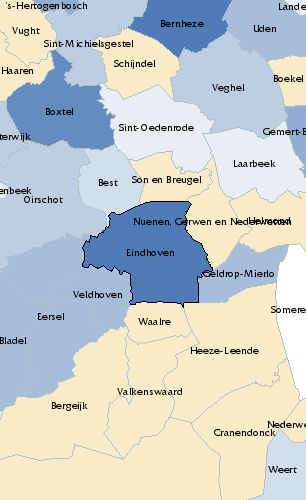 's-Hertogenbosch
Lande
Bernheze
Vught
Uden
Sint-Michielsgestel
Schijndel
Haaren
Boekel
Veghel
Boxtel
Sint-Oedenrode
Gemert-B
terwijk
Laarbeek
Son en Breugel
Best
enbeek
Oirschot
Nuenen, Gerwen en Nederwetten
Helmond
Eindhoven
Geldrop-Mierlo
Veldhoven
Somere
Eersel
Waalre
Bladel
Heeze-Leende
Valkenswaard
Bergeijk
Nederwe
Cranendonck
Weert